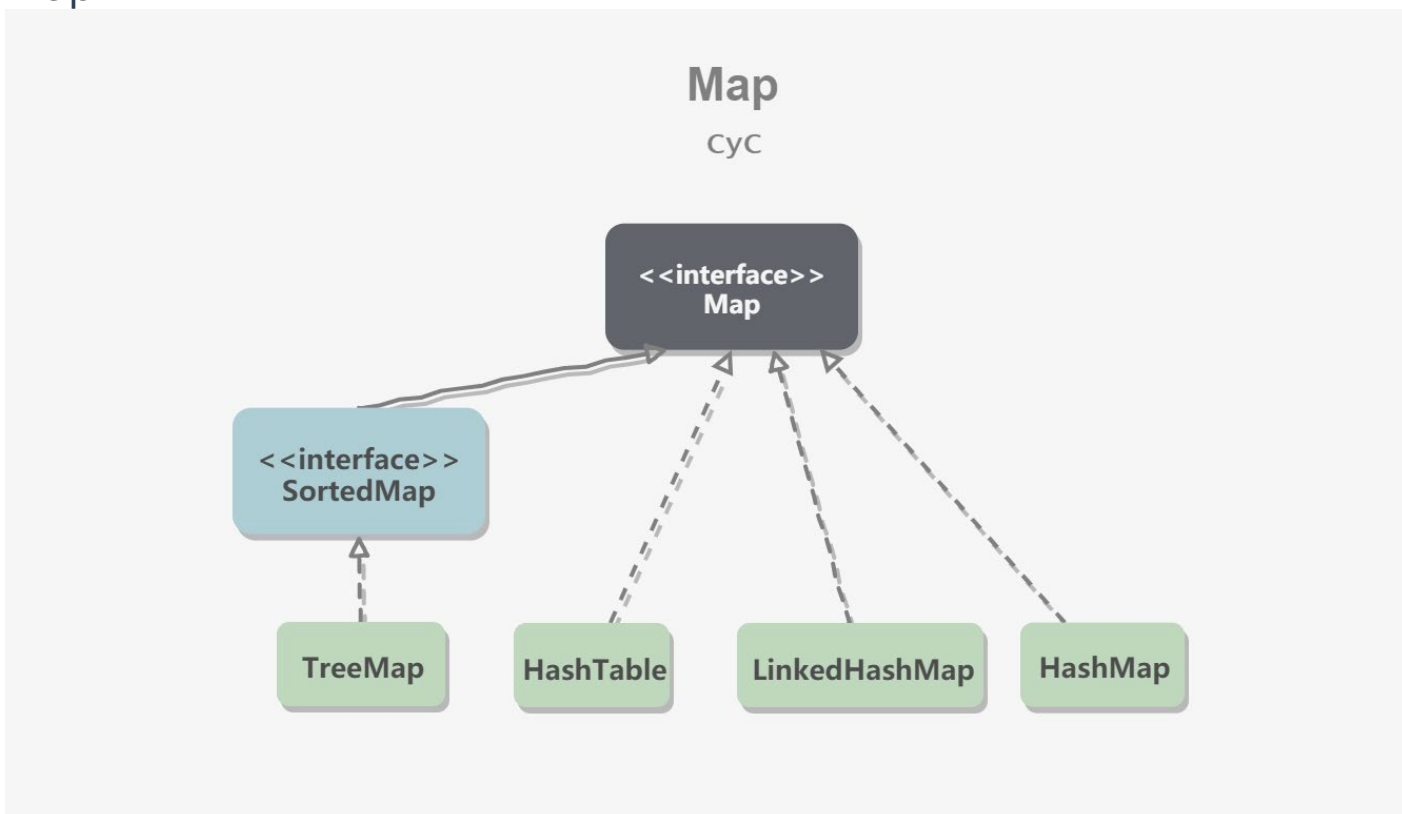 Map
CyC
<<interface>>
Map
<<interface>>
SortedMap
TreeMap
HashTable
LinkedHashMap
HashMap